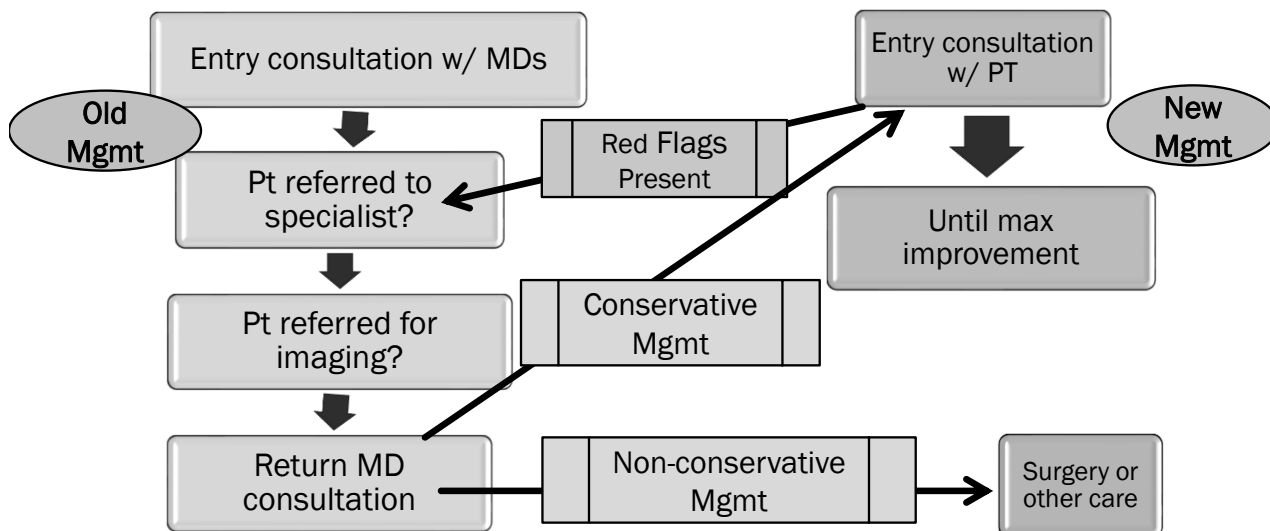 Entry consultation w/ MDs
Old
Mgmt
Pt referred to
specialist?
Pt referred for
imaging?
Return MD
consultation
Red Flags
Present
Conservative
Mgmt
Non-conservative
Mgmt
Entry consultation
w/ PT
New
Mgmt
Until max
improvement
Surgery or
other care